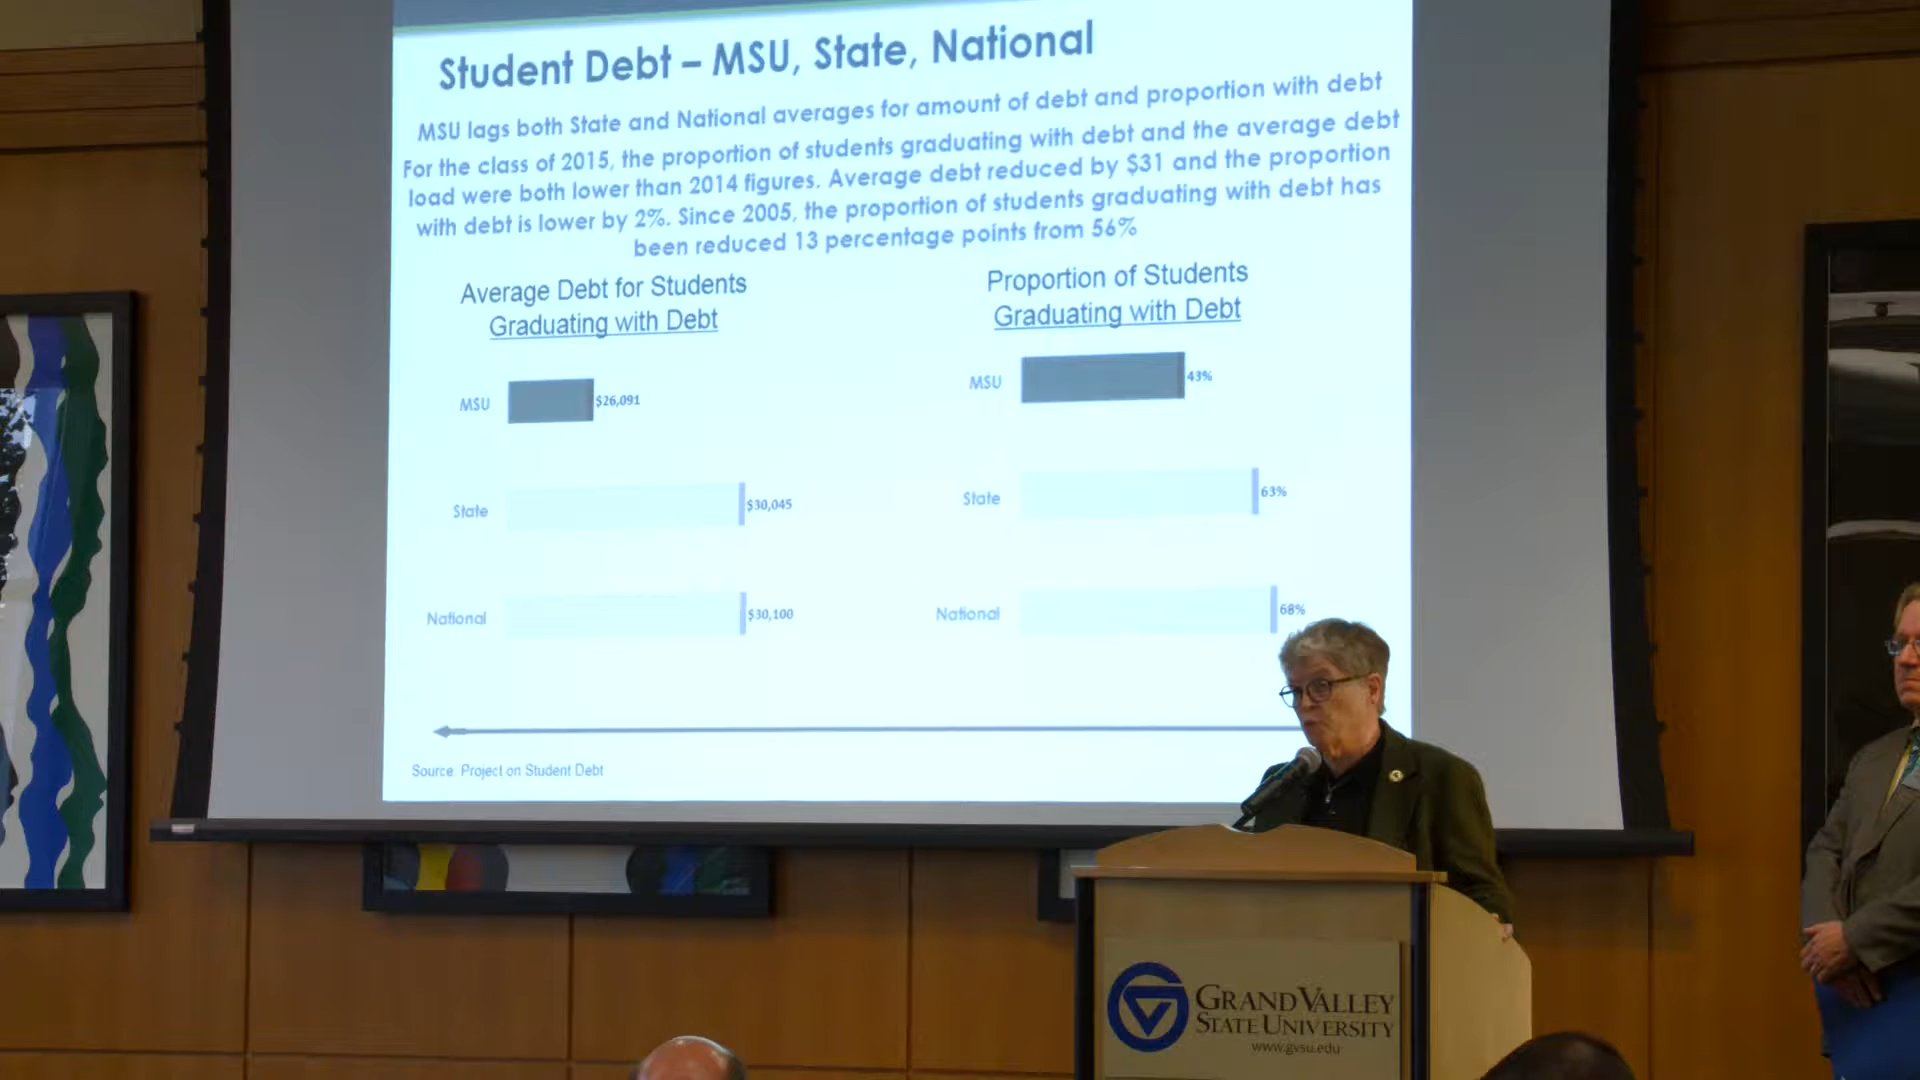 Student Debt – MSU, State, National
MSU lags both State and National averages for amount of debt and proportion with debt
For the class of 2015, the proportion of students graduating with debt and the average debt
load were both lower than 2014 figures. Average debt reduced by $31 and the proportion
with debt is lower by 2%. Since 2005, the proportion of students graduating with debt has
been reduced 13 percentage points from 56%
Average Debt for Students
Graduating with Debt
MSU $26,091
State $30,045
National $30,100
Proportion of Students
Graduating with Debt
MSU 43%
State 63%
National 68%
Source: Project on Student Debt
GRAND VALLEY
STATE UNIVERSITY
www.gvsu.edu